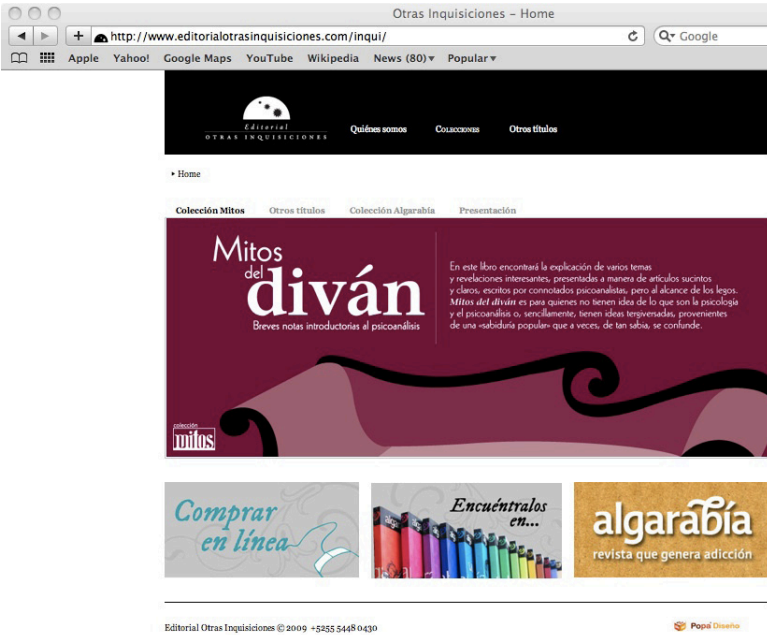 Otras Inquisiciones – Home
http://www.editorialotrasinquisiciones.com/inqui/
Google
Apple Yahoo! Google Maps YouTube Wikipedia News (80) Popular
Editorial
OTRAS INQUISICIONES
Quiénes somos COLECCIONES Otros títulos
Home
Colección Mitos Otros títulos Colección Algarabía Presentación
Mitos
del
diván
Breves notas introductorias al psicoanálisis
En este libro encontrará la explicación de varios temas
y revelaciones interesantes, presentadas a manera de artículos sucintos
y claros, escritos por connotados psicoanalistas, pero al alcance de los legos.
Mitos del diván es para quienes no tienen idea de lo que son la psicología
y el psicoanálisis o, sencillamente, tienen ideas tergiversadas, provenientes
de una «sabiduría popular» que a veces, de tan sabia, se confunde.
colección
mitos
Comprar
en línea
Encuéntralos
en...
algarabía
revista que genera adicción
Editorial Otras Inquisiciones © 2009 +5255 5448 0430
Popa Diseño